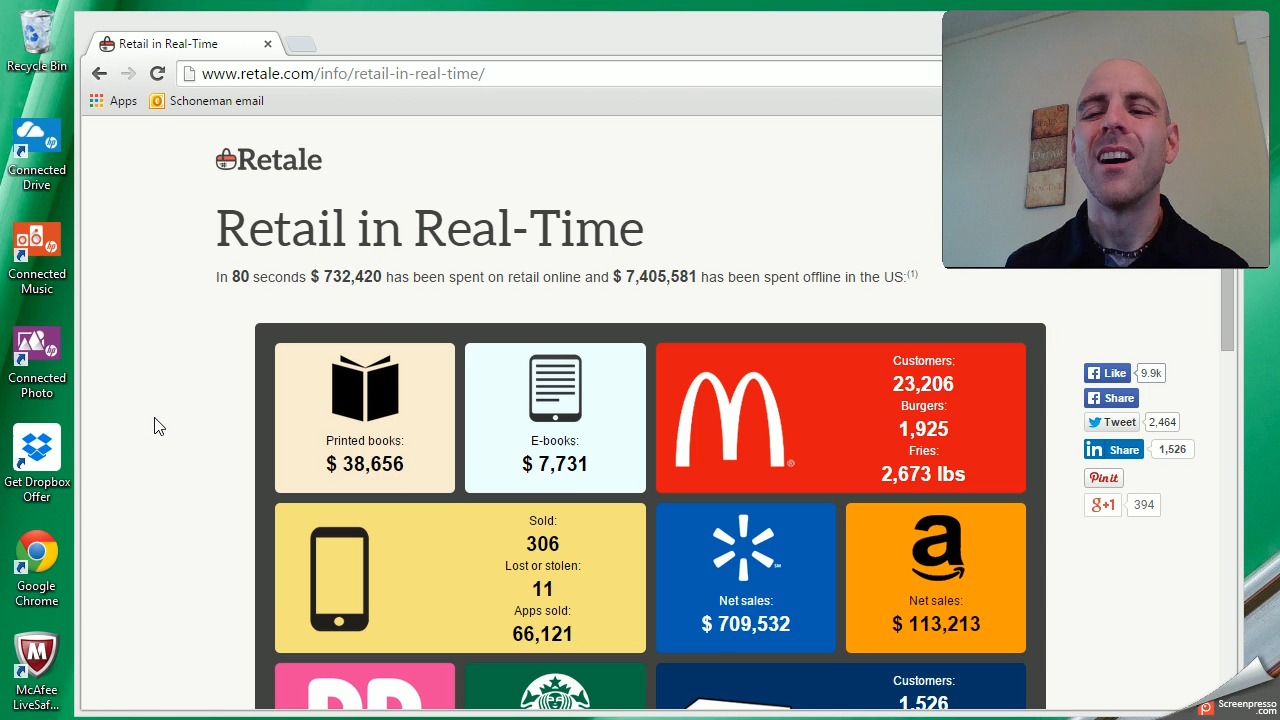 Recycle Bin
Connected
Drive
Connected
Music
Connected
Photo
Get Dropbox
Offer
Google
Chrome
McAfee
LiveSaf...
Retail in Real-Time
www.retale.com/info/retail-in-real-time/
Apps
Schoneman email
Retale
Retail in Real-Time
In 80 seconds $ 732,420 has been spent on retail online and $ 7,405,581 has been spent offline in the US:(1)
Printed books:
$ 38,656
E-books:
$ 7,731
Customers:
23,206
Burgers:
1,925
Fries:
2,673 lbs
Sold:
306
Lost or stolen:
11
Apps sold:
66,121
Net sales:
$ 709,532
Net sales:
$ 113,213
Customers:
1,526
Like 9.9k
Share
Tweet 2,464
in Share 1,526
Pin it
g+1 394
DREAM
Screenpresso
.com